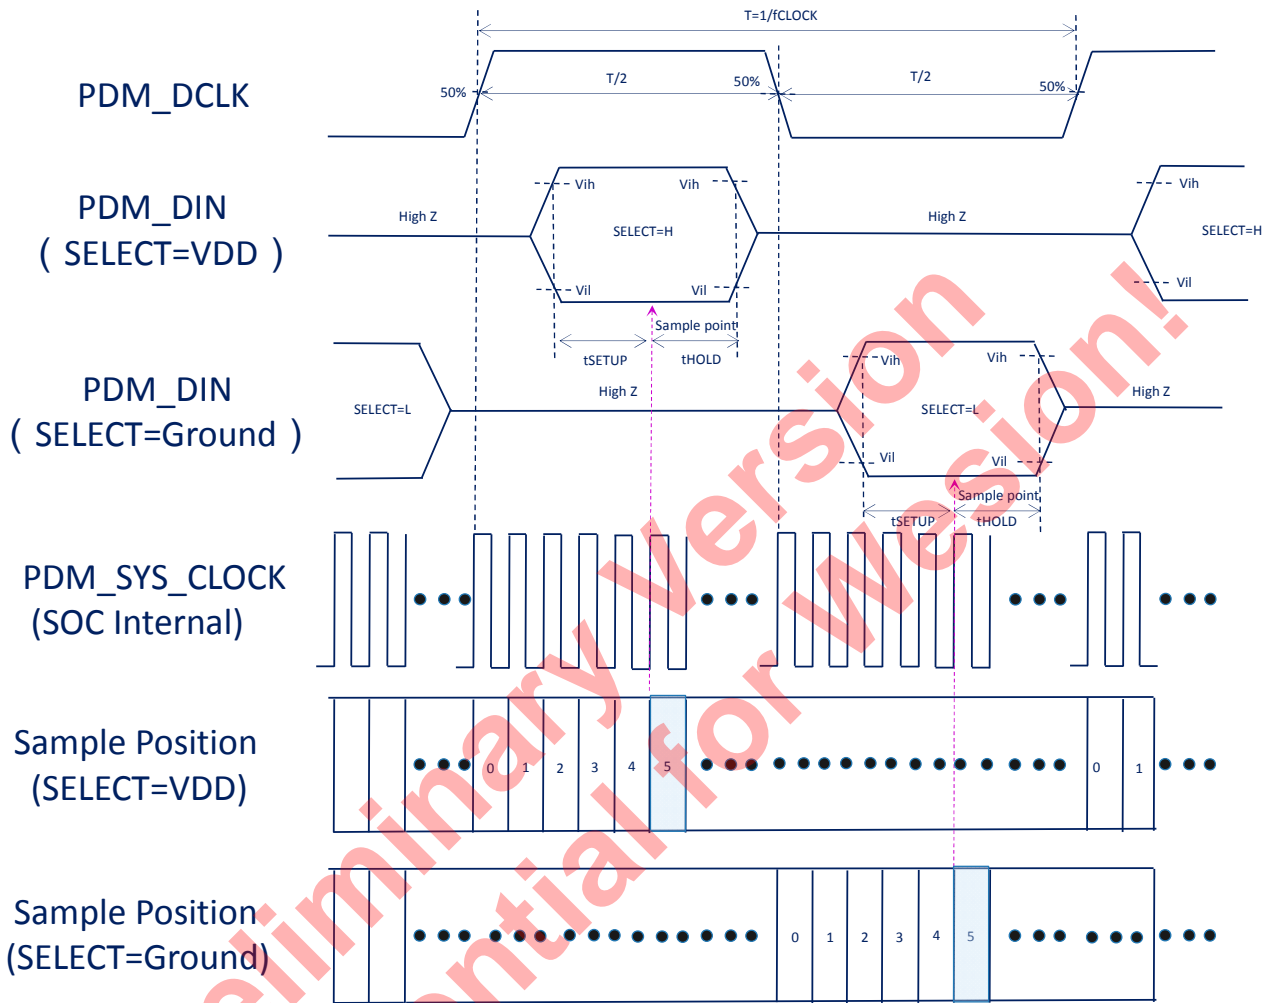 T=1/fCLOCK
PDM_DCLK
50%
T/2
50%
T/2
50%
PDM_DIN
( SELECT=VDD )
High Z
Vih
Vih
SELECT=H
Vil
Vil
High Z
Vih
SELECT=H
Vil
Sample point
tSETUP
tHOLD
PDM_DIN
( SELECT=Ground )
SELECT=L
High Z
Vih
Vih
SELECT=L
Vil
Vil
High Z
Sample point
tSETUP
tHOLD
PDM_SYS_CLOCK
(SOC Internal)
Sample Position
(SELECT=VDD)
0 1 2 3 4 5
0 1
Sample Position
(SELECT=Ground)
0 1 2 3 4 5
eliminary Version
ential for Wesion!